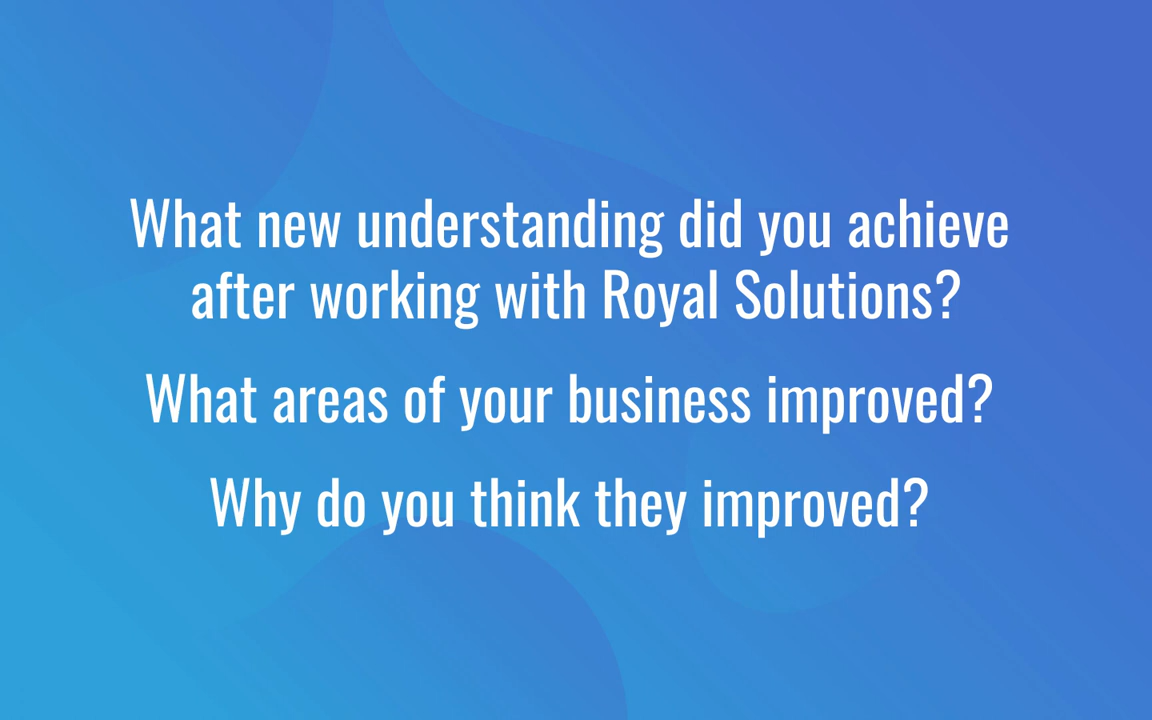 What new understanding did you achieve
after working with Royal Solutions?
What areas of your business improved?
Why do you think they improved?